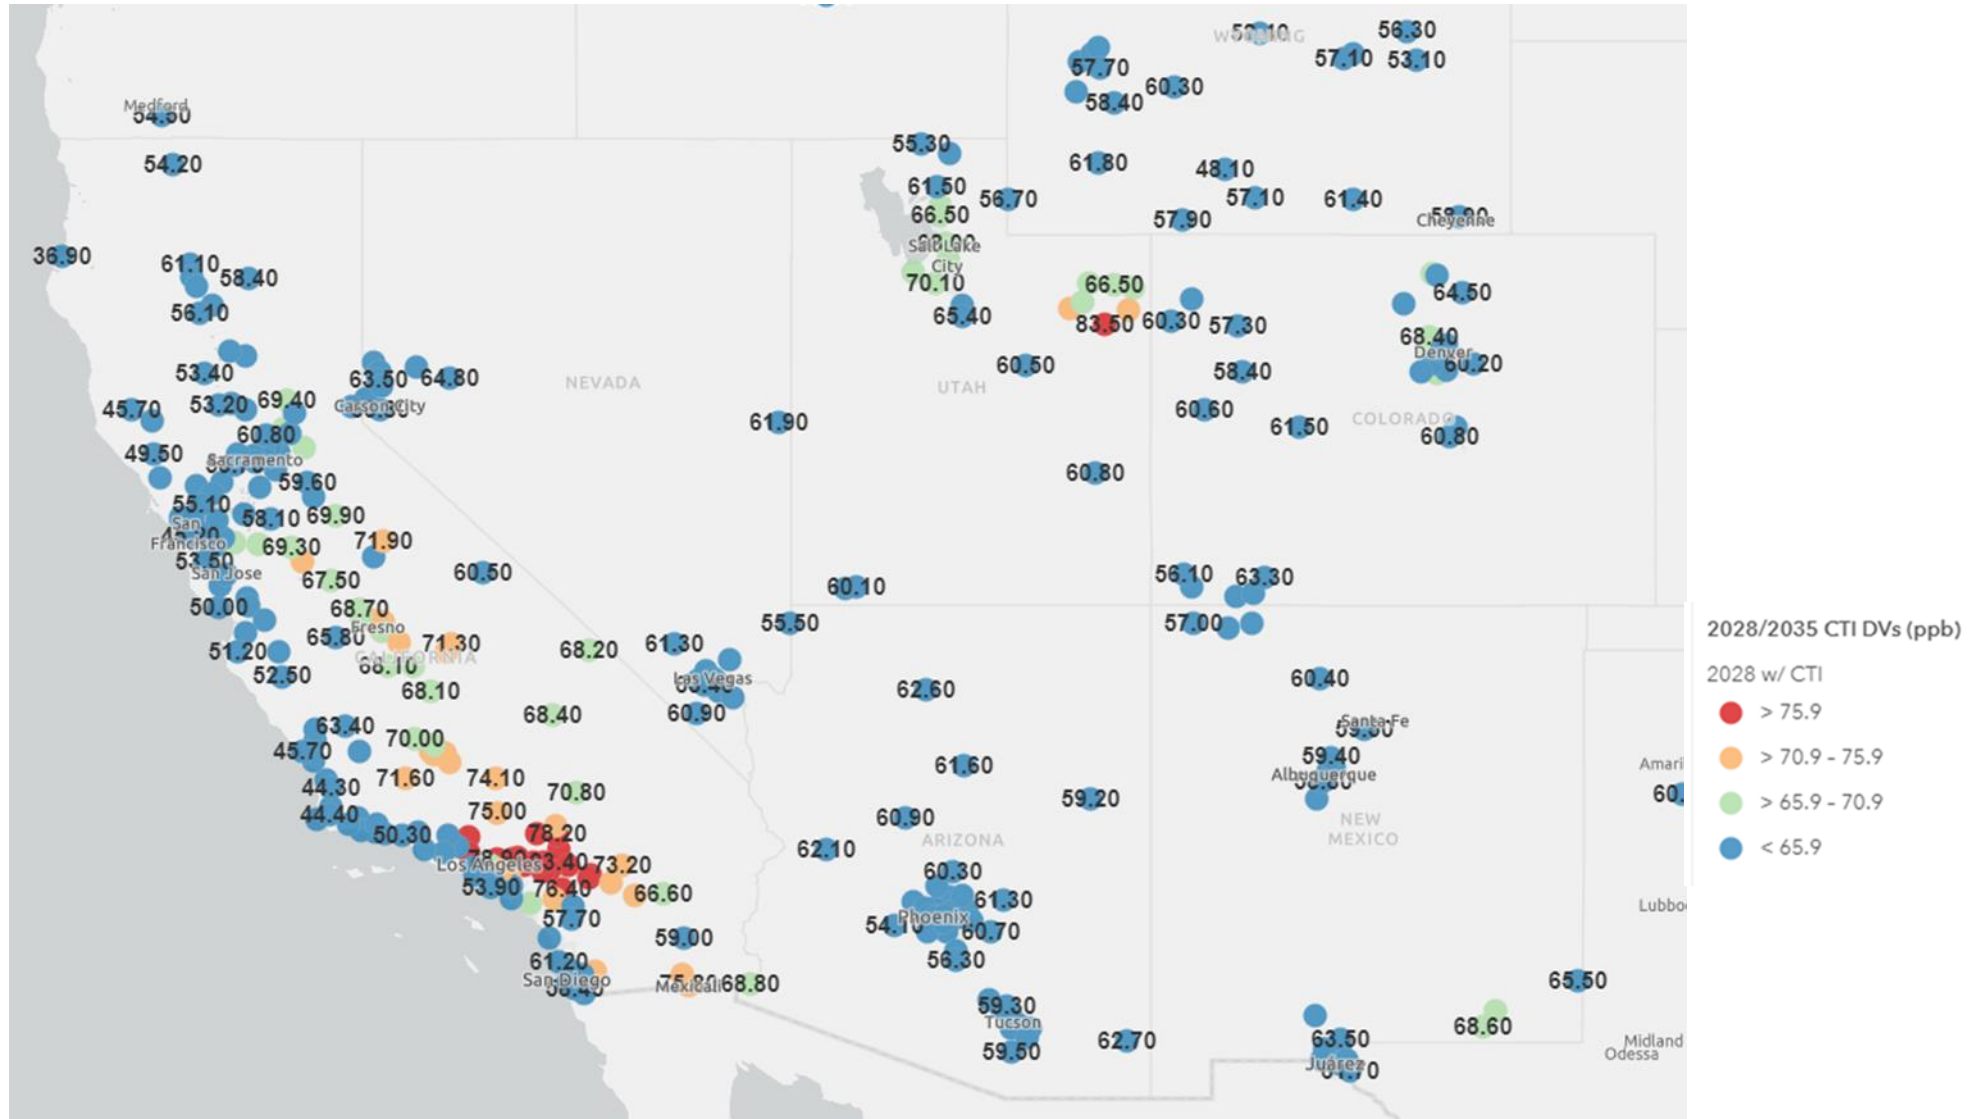 56.30
WYOMING
57.10 53.10
57.70
60.30
58.40
Medford
54.20
55.30
61.80
48.10
61.50
56.70
57.10
61.40
66.50
57.90
Cheyenne
36.90
Salt Lake
City
61.10
58.40
70.10
66.50
64.50
56.10
65.40
83.50 60.30 57.30
68.40
Denver
60.20
60.50
58.40
53.40
63.50 64.80
NEVADA
UTAH
45.70
53.20 69.40
Carson City
60.60
COLORADO
61.90
61.50
60.80
60.80
49.50
Sacramento
60.80
59.60
55.10
58.10 69.90
San
Francisco
69.30
71.90
53.50
San Jose
67.50
60.50
60.10
56.10 63.30
50.00
68.70
Fresno
55.50
57.00
65.80
71.30
51.20
68.20
61.30
CALIFORNIA
68.10
52.50
68.10
Las Vegas
62.60
60.40
68.40
60.90
Santa Fe
63.40
70.00
45.70
59.40
61.60
Albuquerque
Amari
71.60
74.10
44.30
70.80
59.20
44.40
75.00
60.90
50.30
78.20
ARIZONA
NEW
MEXICO
62.10
Los Angeles
73.20
60.30
53.90
76.40
66.60
61.30
Lubbo
57.70
54.10
Phoenix
60.70
59.00
61.20
56.30
San Diego
Mexicali
68.80
65.50
59.30
Tucson
68.60
59.50
62.70
63.50
Juárez
Midland
Odessa
2028/2035 CTI DVs (ppb)
2028 w/ CTI
> 75.9
> 70.9 - 75.9
> 65.9 - 70.9
< 65.9